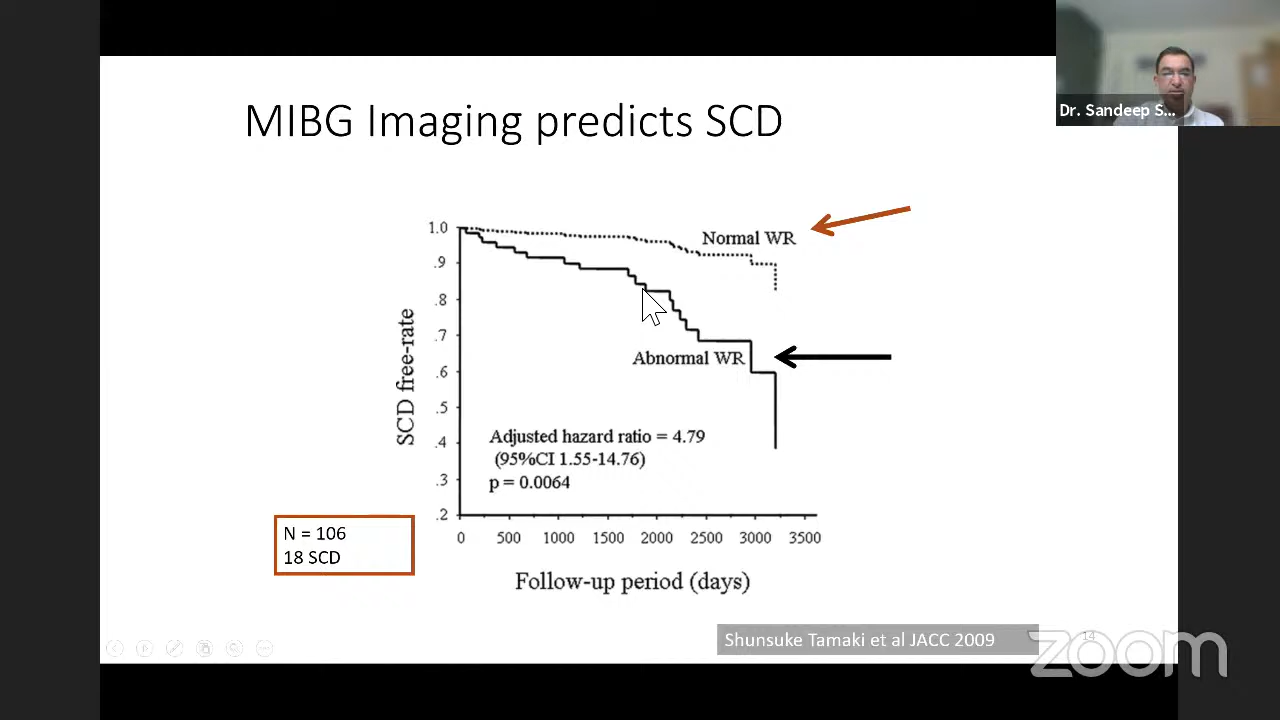 Dr. Sandeep S...
MIBG Imaging predicts SCD
1.0
.9
.8
.7
.6
.5
.4
.3
.2
SCD free-rate
Normal WR
Abnormal WR
Adjusted hazard ratio = 4.79
(95%CI 1.55-14.76)
p = 0.0064
0 500 1000 1500 2000 2500 3000 3500
Follow-up period (days)
N = 106
18 SCD
Shunsuke Tamaki et al JACC 2009
14
zoom